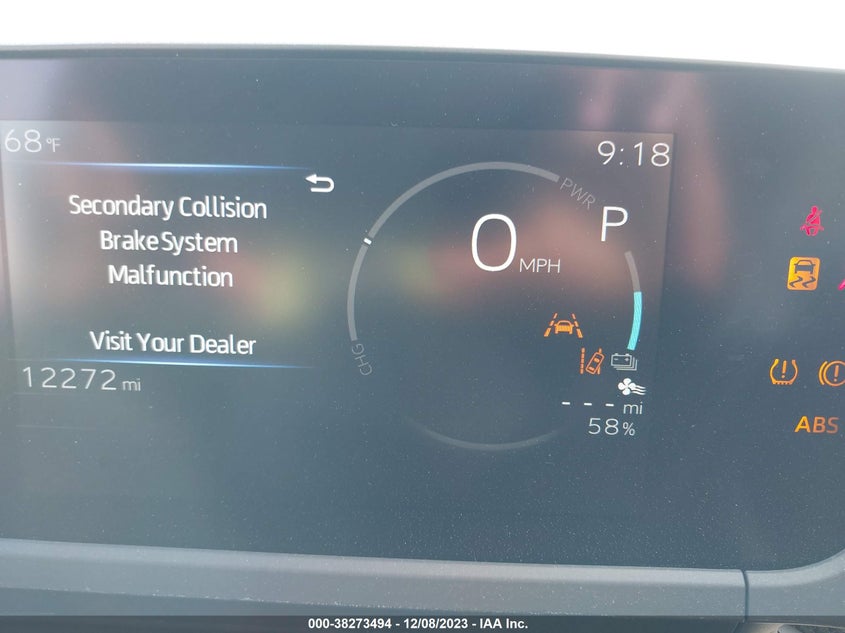 68°F
9:18
Secondary Collision
Brake System
Malfunction
Visit Your Dealer
12272 mi
PWR
P
0 MPH
CHG
- - - mi
58%
ABS
000-38273494 - 12/08/2023 - IAA Inc.